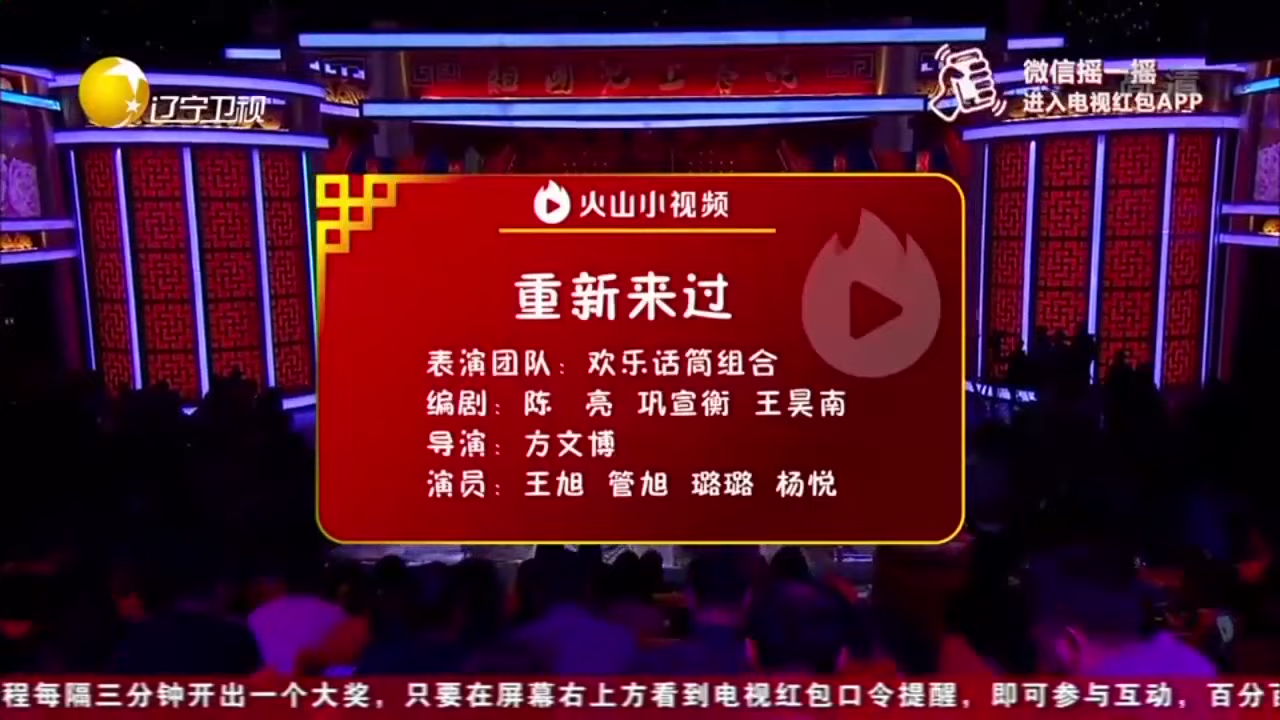 辽宁卫视
微信摇一摇
进入电视红包APP
火山小视频
重新来过
表演团队：欢乐话筒组合
编剧：陈 亮 巩宣衡 王昊南
导演：方文博
演员：王旭 管旭 璐璐 杨悦
程每隔三分钟开出一个大奖，只要在屏幕右上方看到电视红包口令提醒，即可参与互动，百分